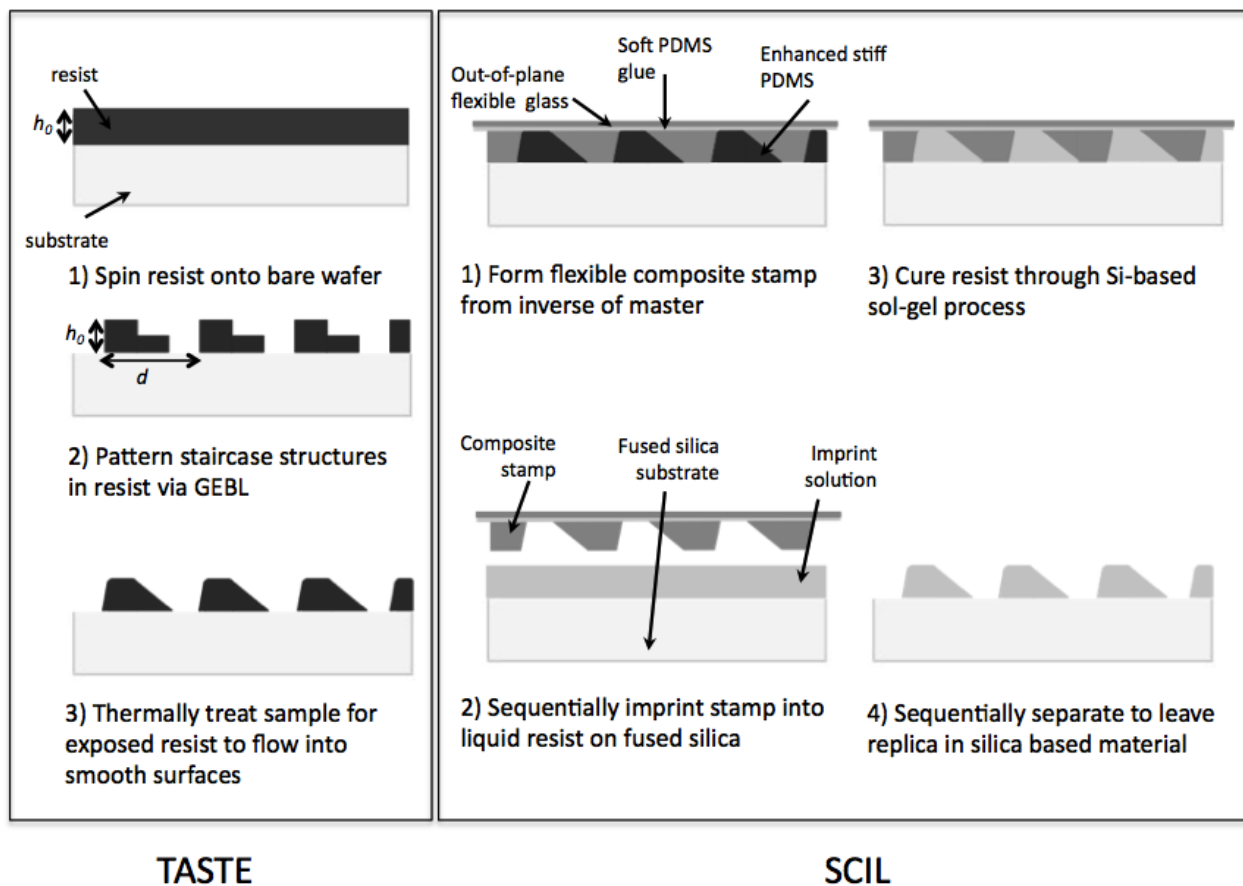 resist
h0
substrate
1) Spin resist onto bare wafer
h0
d
2) Pattern staircase structures
in resist via GEBL
3) Thermally treat sample for
exposed resist to flow into
smooth surfaces
TASTE
Out-of-plane
flexible glass
Soft PDMS
glue
Enhanced stiff
PDMS
1) Form flexible composite stamp
from inverse of master
Composite
stamp
Fused silica
substrate
Imprint
solution
2) Sequentially imprint stamp into
liquid resist on fused silica
3) Cure resist through Si-based
sol-gel process
4) Sequentially separate to leave
replica in silica based material
SCIL